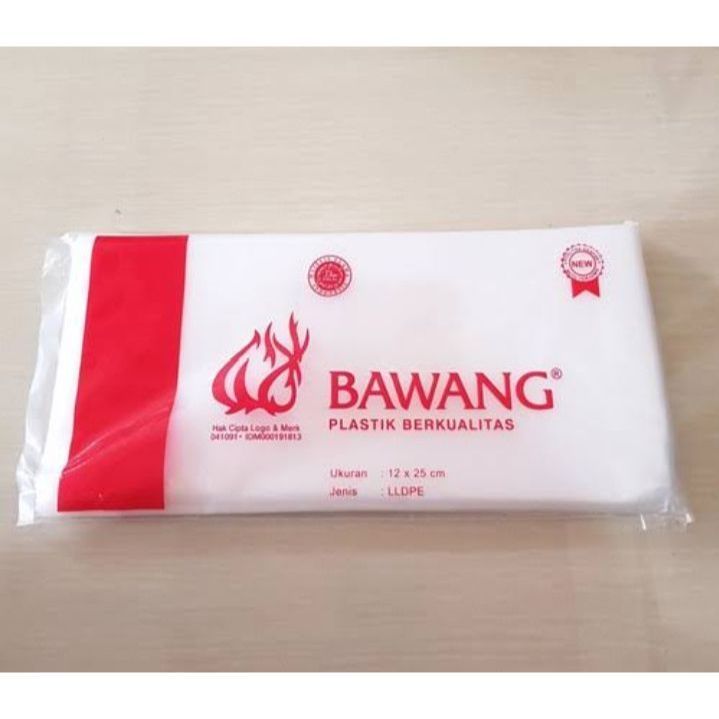 NEW
BAWANG®
PLASTIK BERKUALITAS
Hak Cipta Logo & Merk
041091 - IDM000191813
Ukuran : 12 x 25 cm
Jenis : LLDPE